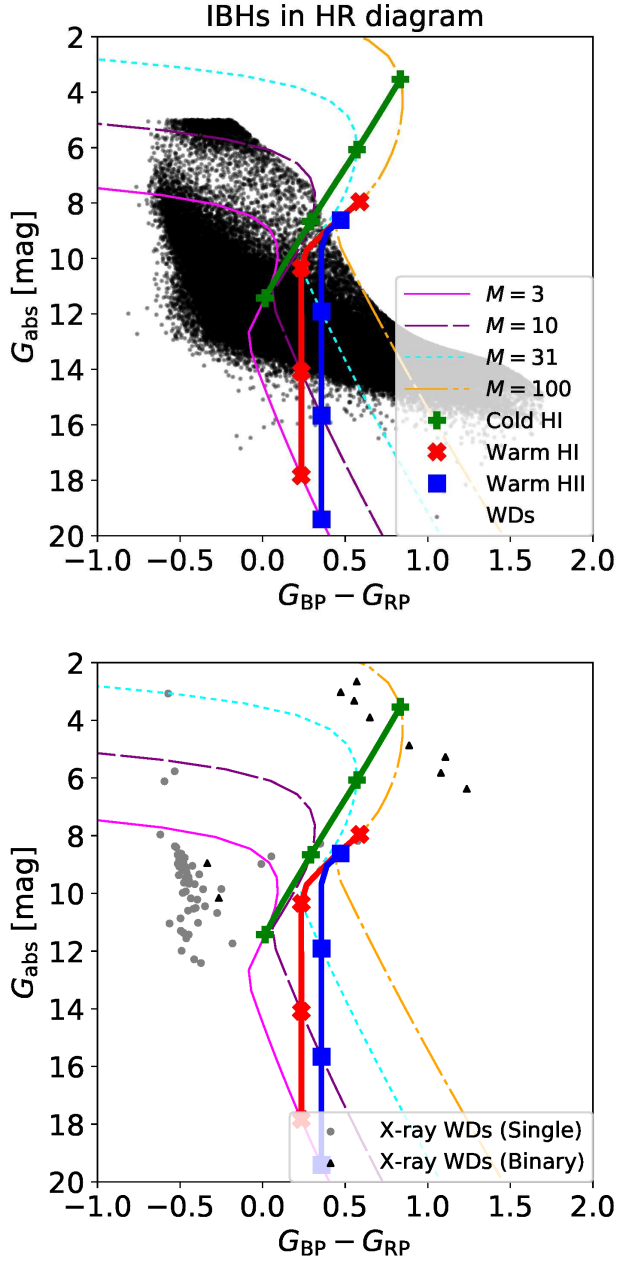 IBHs in HR diagram
2
4
6
8
10
12
14
16
18
20
G_abs [mag]
M = 3
M = 10
M = 31
M = 100
Cold HI
Warm HI
Warm HII
WDs
−1.0 −0.5 0.0 0.5 1.0 1.5 2.0
G_BP − G_RP
2
4
6
8
10
12
14
16
18
20
G_abs [mag]
X-ray WDs (Single)
X-ray WDs (Binary)
−1.0 −0.5 0.0 0.5 1.0 1.5 2.0
G_BP − G_RP